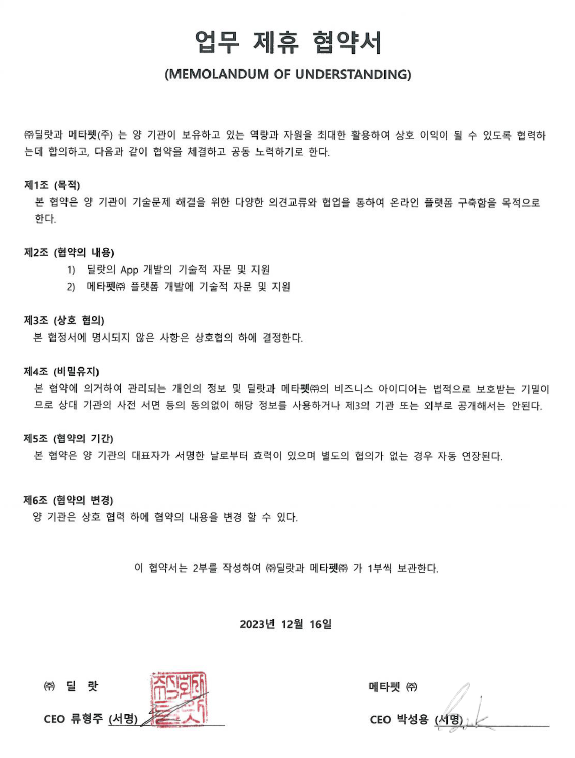 업무 제휴 협약서
(MEMOLANDUM OF UNDERSTANDING)
㈜딜랏과 메타펫(주) 는 양 기관이 보유하고 있는 역량과 자원을 최대한 활용하여 상호 이익이 될 수 있도록 협력하
는데 합의하고, 다음과 같이 협약을 체결하고 공동 노력하기로 한다.
제1조 (목적)
본 협약은 양 기관이 기술문제 해결을 위한 다양한 의견교류와 협업을 통하여 온라인 플랫폼 구축함을 목적으로
한다.
제2조 (협약의 내용)
1) 딜랏의 App 개발의 기술적 자문 및 지원
2) 메타펫㈜ 플랫폼 개발에 기술적 자문 및 지원
제3조 (상호 협의)
본 협정서에 명시되지 않은 사항은 상호협의 하에 결정한다.
제4조 (비밀유지)
본 협약에 의거하여 관리되는 개인의 정보 및 딜랏과 메타펫㈜의 비즈니스 아이디어는 법적으로 보호받는 기밀이
므로 상대 기관의 사전 서면 등의 동의없이 해당 정보를 사용하거나 제3의 기관 또는 외부로 공개해서는 안된다.
제5조 (협약의 기간)
본 협약은 양 기관의 대표자가 서명한 날로부터 효력이 있으며 별도의 협의가 없는 경우 자동 연장된다.
제6조 (협약의 변경)
양 기관은 상호 협력 하에 협약의 내용을 변경 할 수 있다.
이 협약서는 2부를 작성하여 ㈜딜랏과 메타펫㈜ 가 1부씩 보관한다.
2023년 12월 16일
㈜ 딜 랏
메타펫 ㈜
CEO 류형주 (서명)
CEO 박성용 (서명)